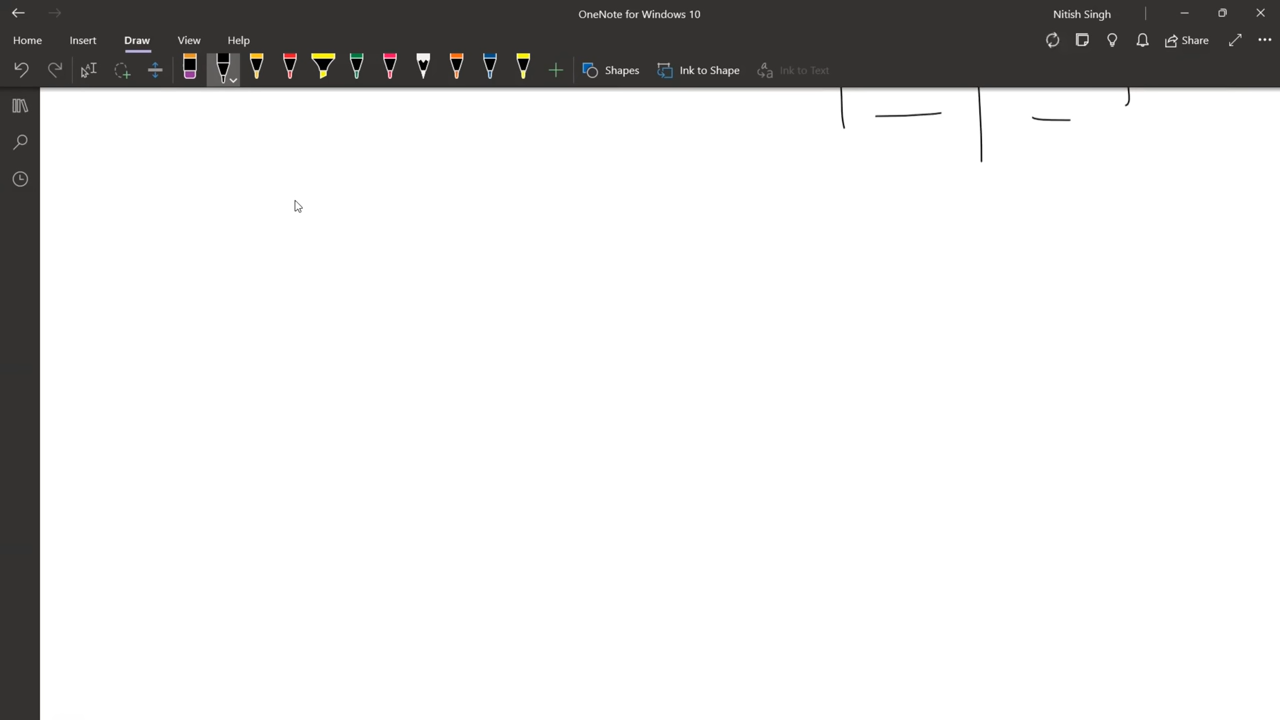 OneNote for Windows 10
Nitish Singh
Home Insert Draw View Help
Share
Shapes Ink to Shape Ink to Text